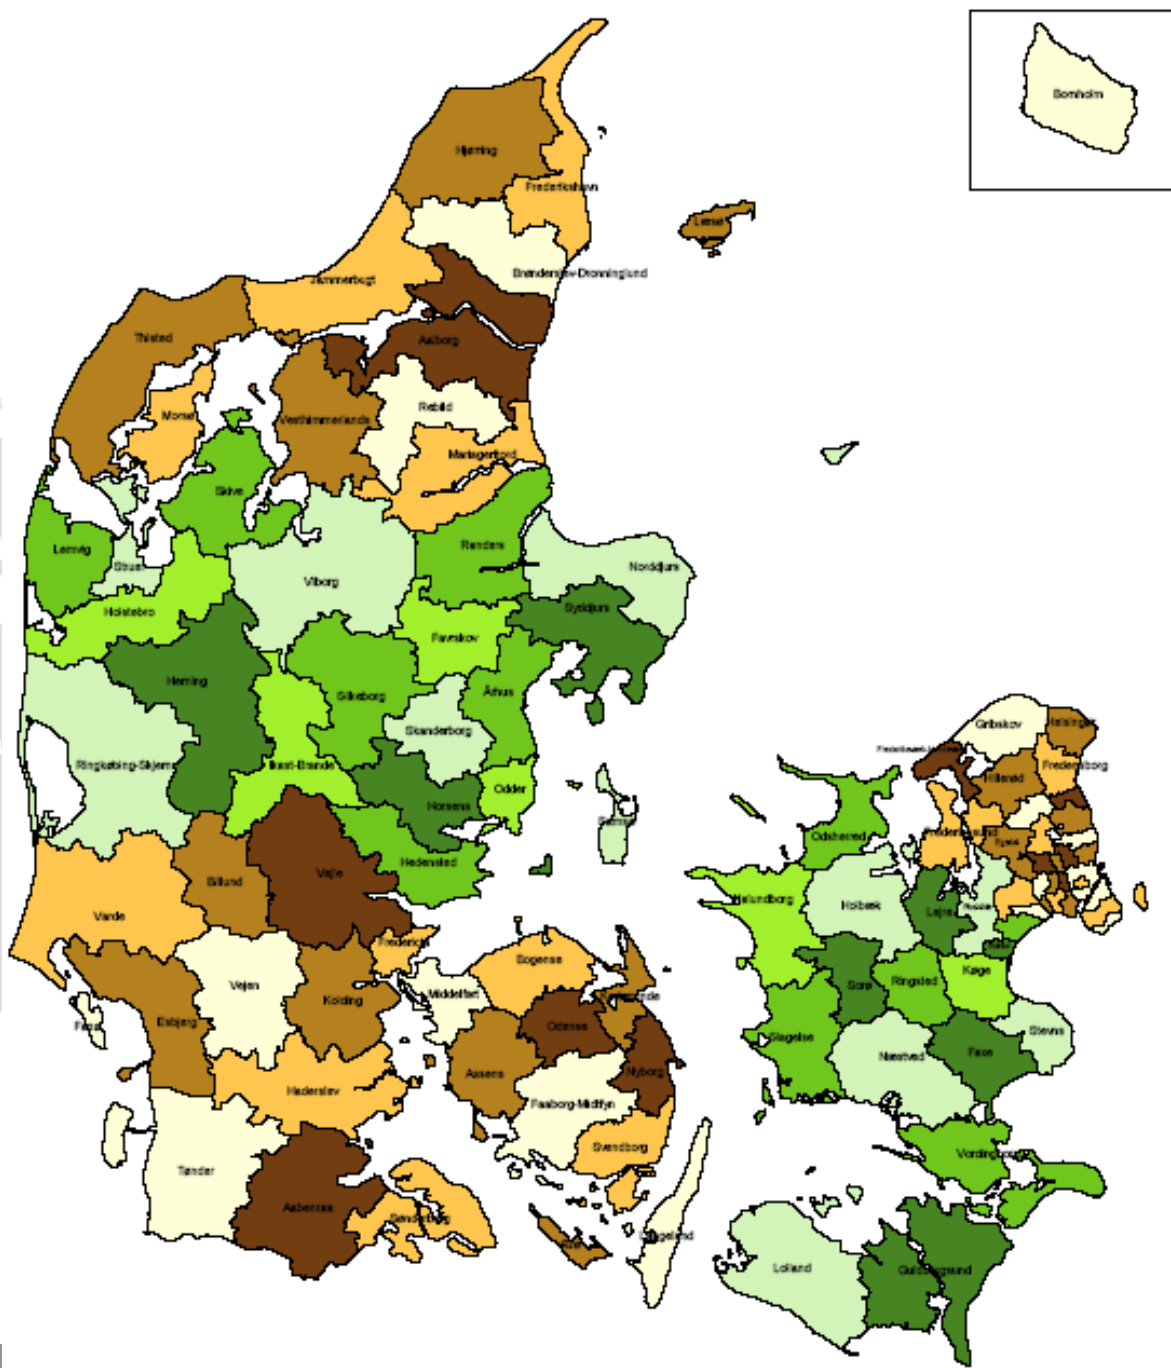 Bornholm
Hjørring
Frederikshavn
Læsø
Brønderslev-Dronninglund
Jammerbugt
Thisted
Aalborg
Morsø
Vesthimmerlands
Rebild
Mariagerfjord
Skive
Lemvig
Struer
Viborg
Randers
Norddjurs
Holstebro
Syddjurs
Favrskov
Herning
Silkeborg
Århus
Skanderborg
Ringkøbing-Skjern
Ikast-Brande
Horsens
Odder
Samsø
Hedensted
Billund
Vejle
Varde
Fredericia
Vejen
Kolding
Esbjerg
Fanø
Haderslev
Tønder
Aabenraa
Sønderborg
Middelfart
Bogense
Odense
Assens
Nyborg
Faaborg-Midtfyn
Svendborg
Langeland
Gribskov
Helsingør
Hillerød
Fredensborg
Frederikssund
Odsherred
Kalundborg
Holbæk
Lejre
Sorø
Ringsted
Køge
Slagelse
Næstved
Faxe
Stevns
Vordingborg
Lolland
Guldborgsund